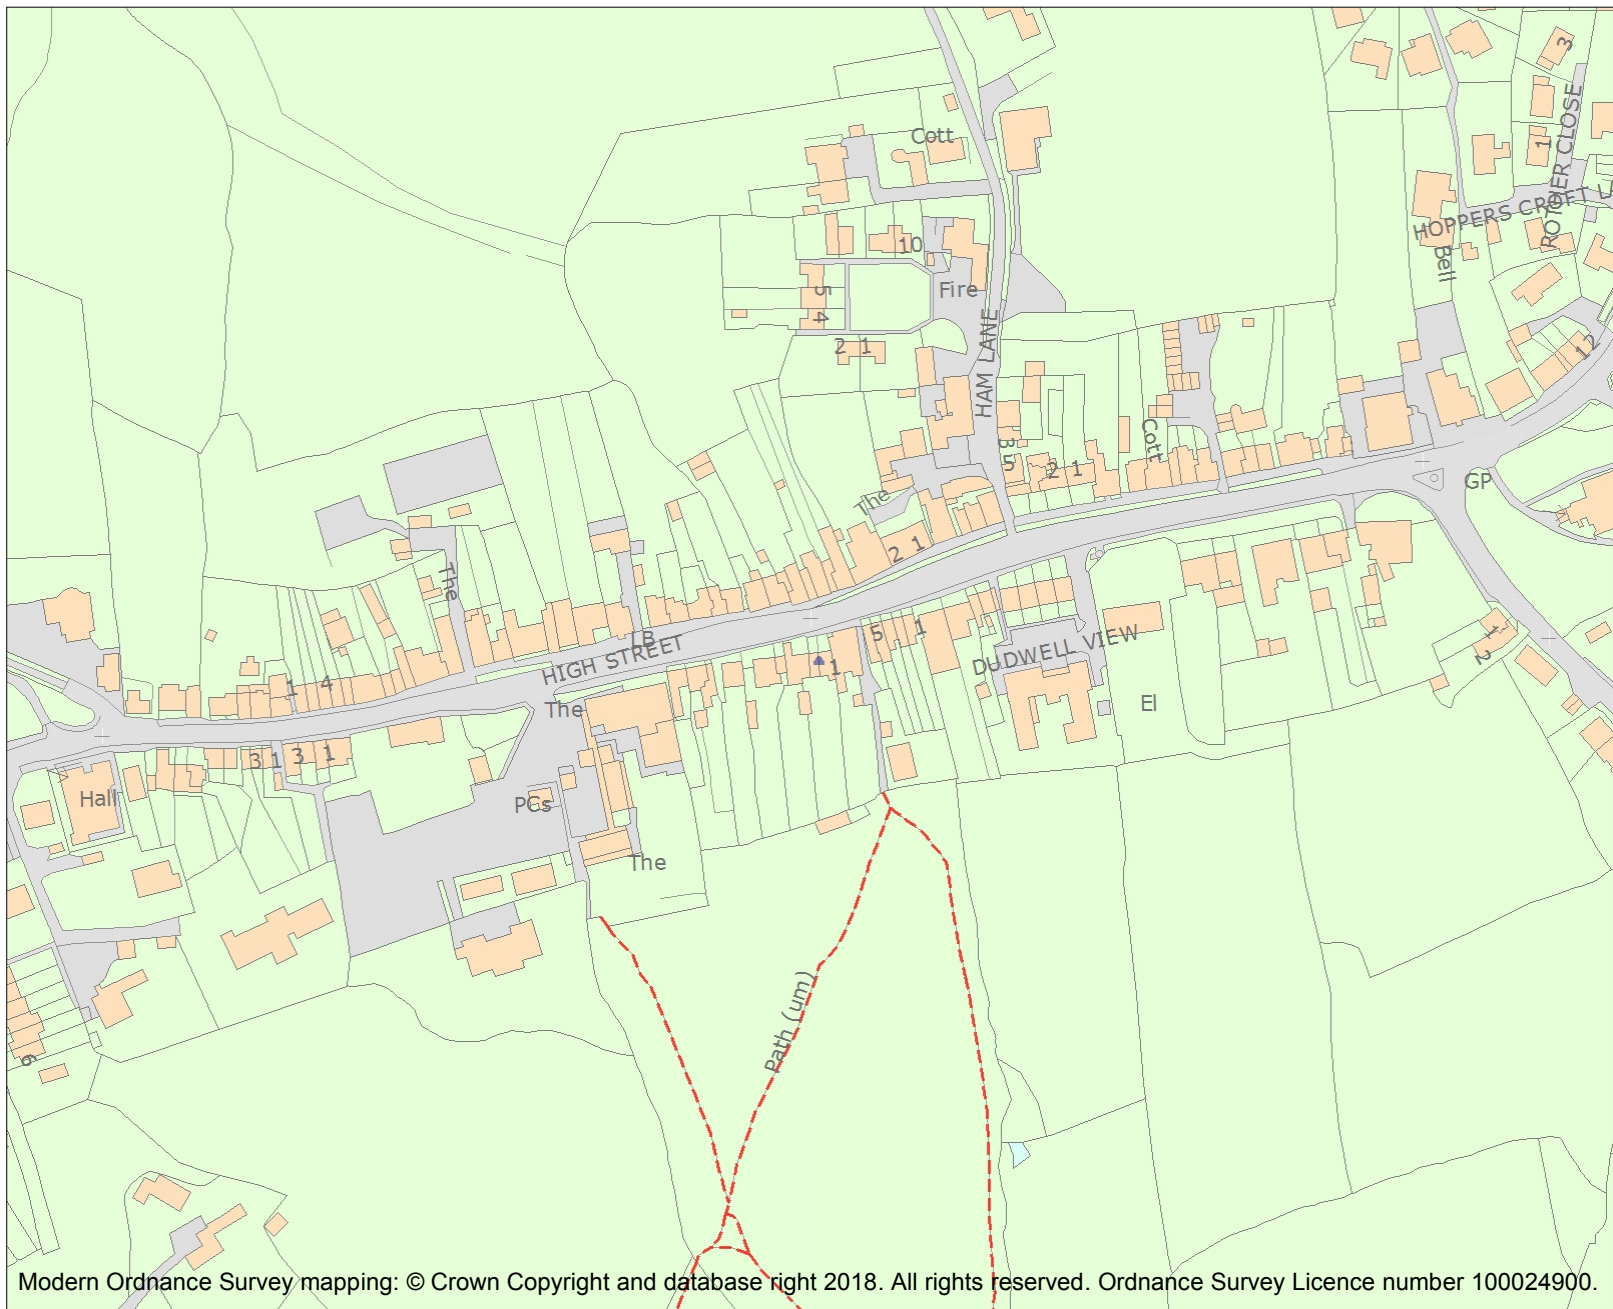 3
Cott
1
ROTHER CLOSE
HOPPERS CROFT L
10
Bell
Fire
5
4
HAM LANE
2 1
12
Cott
2 1
GP
The
2 1
The
LB
HIGH STREET
5
1
DUDWELL VIEW
1
2
1
1
4
The
El
3 1 3 1
Hall
PCs
The
Path (um)
6
Modern Ordnance Survey mapping: © Crown Copyright and database right 2018. All rights reserved. Ordnance Survey Licence number 100024900.